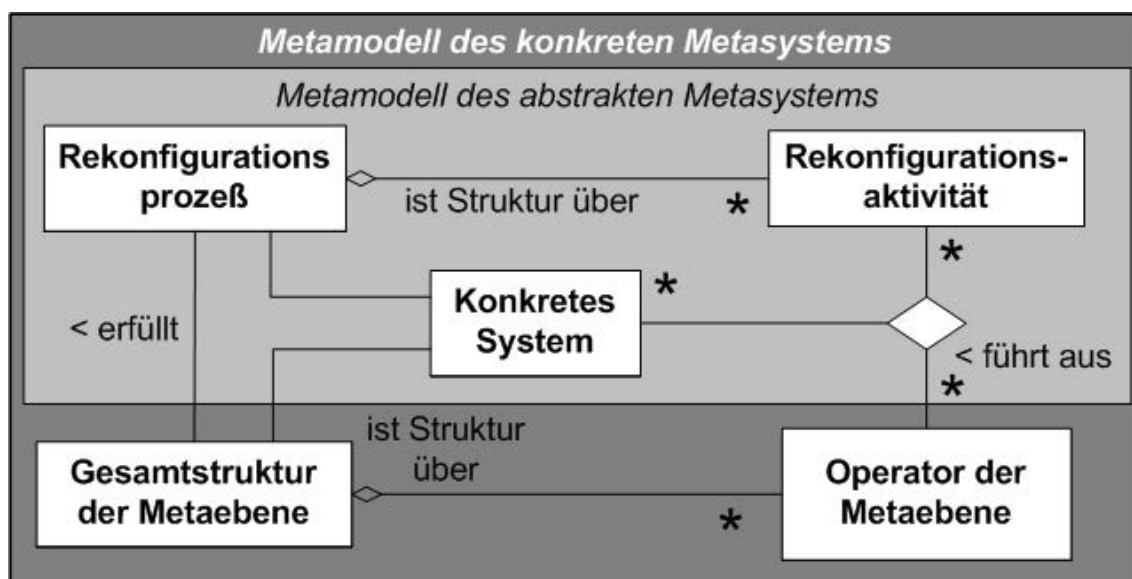 Metamodell des konkreten Metasystems
Metamodell des abstrakten Metasystems
Rekonfigurations
prozeß
Rekonfigurations-
aktivität
ist Struktur über
*
*
Konkretes
System
*
< erfüllt
< führt aus
*
ist Struktur
über
Gesamtstruktur
der Metaebene
Operator der
Metaebene
*